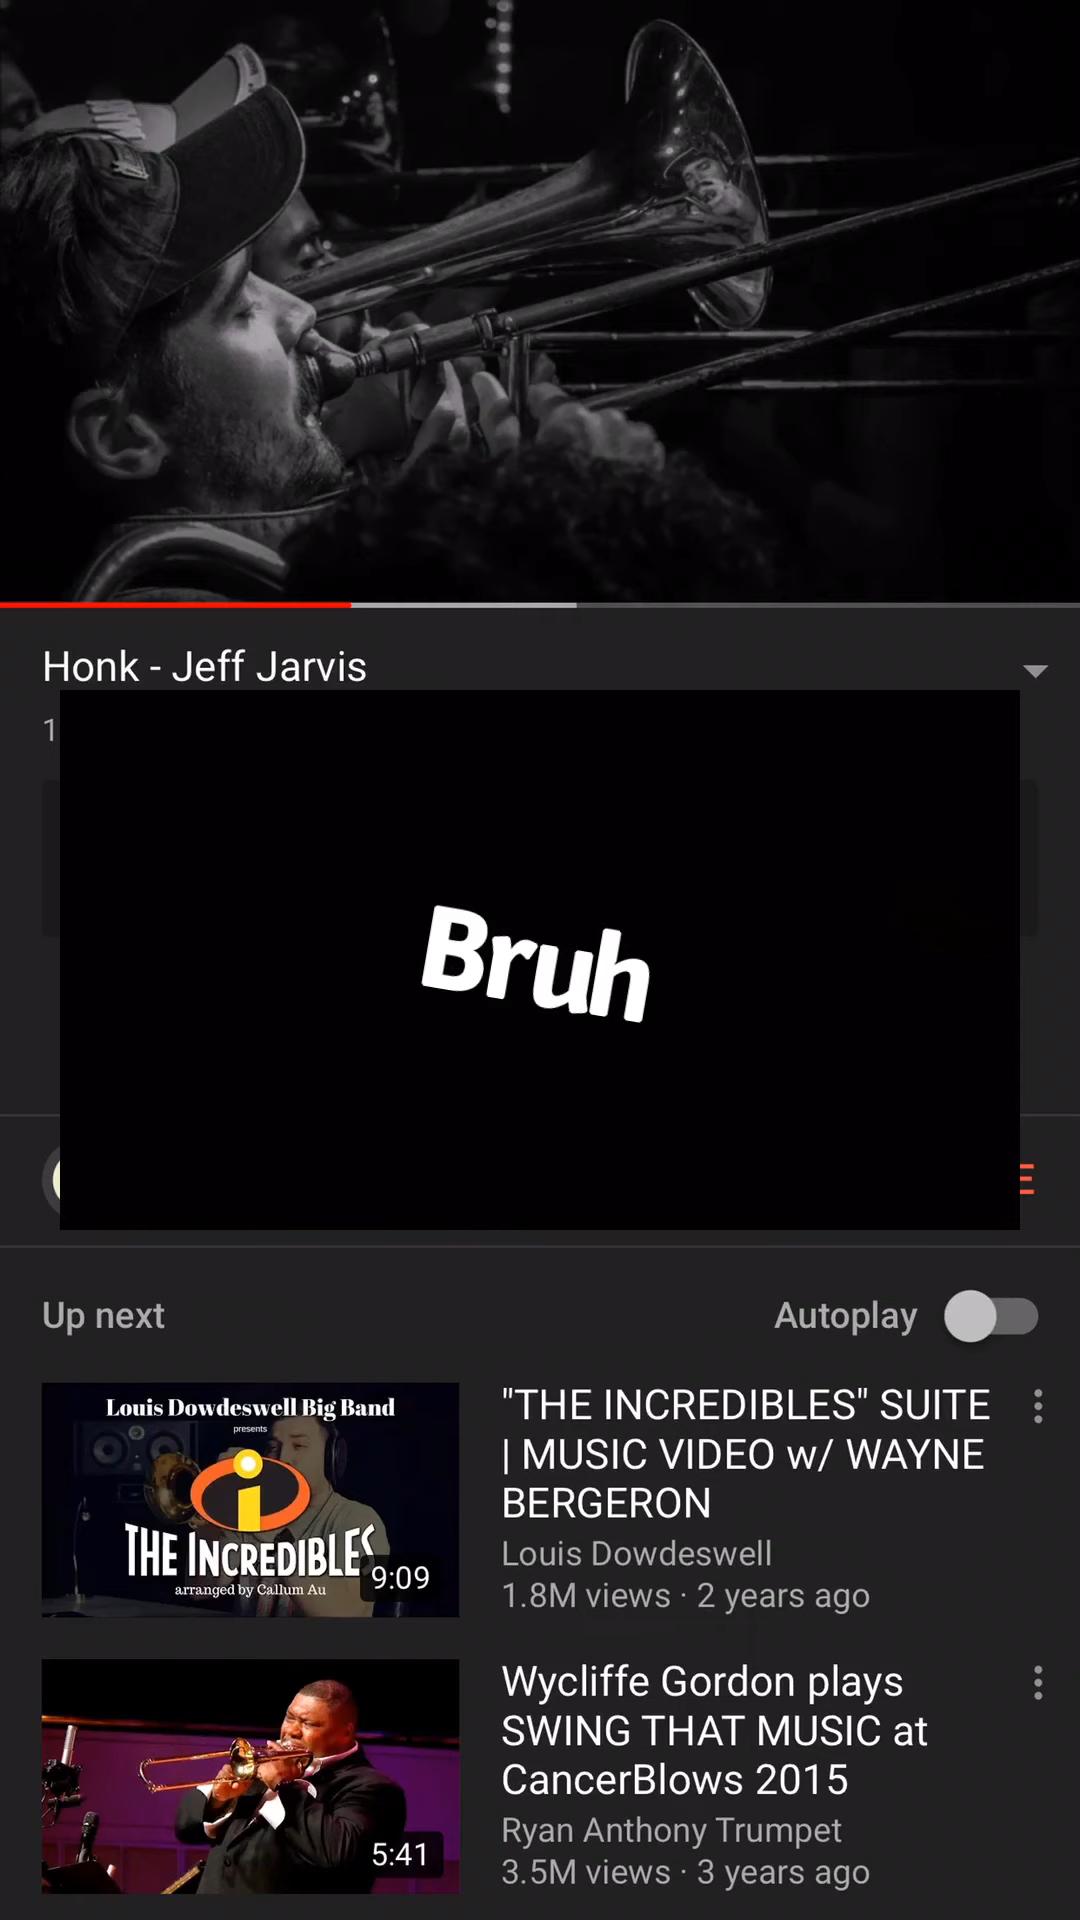 Honk - Jeff Jarvis
1
Bruh
Up next
Autoplay
Louis Dowdeswell Big Band
presents
i
THE INCREDIBLES
arranged by Callum Au
9:09
"THE INCREDIBLES" SUITE
| MUSIC VIDEO w/ WAYNE
BERGERON
Louis Dowdeswell
1.8M views · 2 years ago
5:41
Wycliffe Gordon plays
SWING THAT MUSIC at
CancerBlows 2015
Ryan Anthony Trumpet
3.5M views · 3 years ago